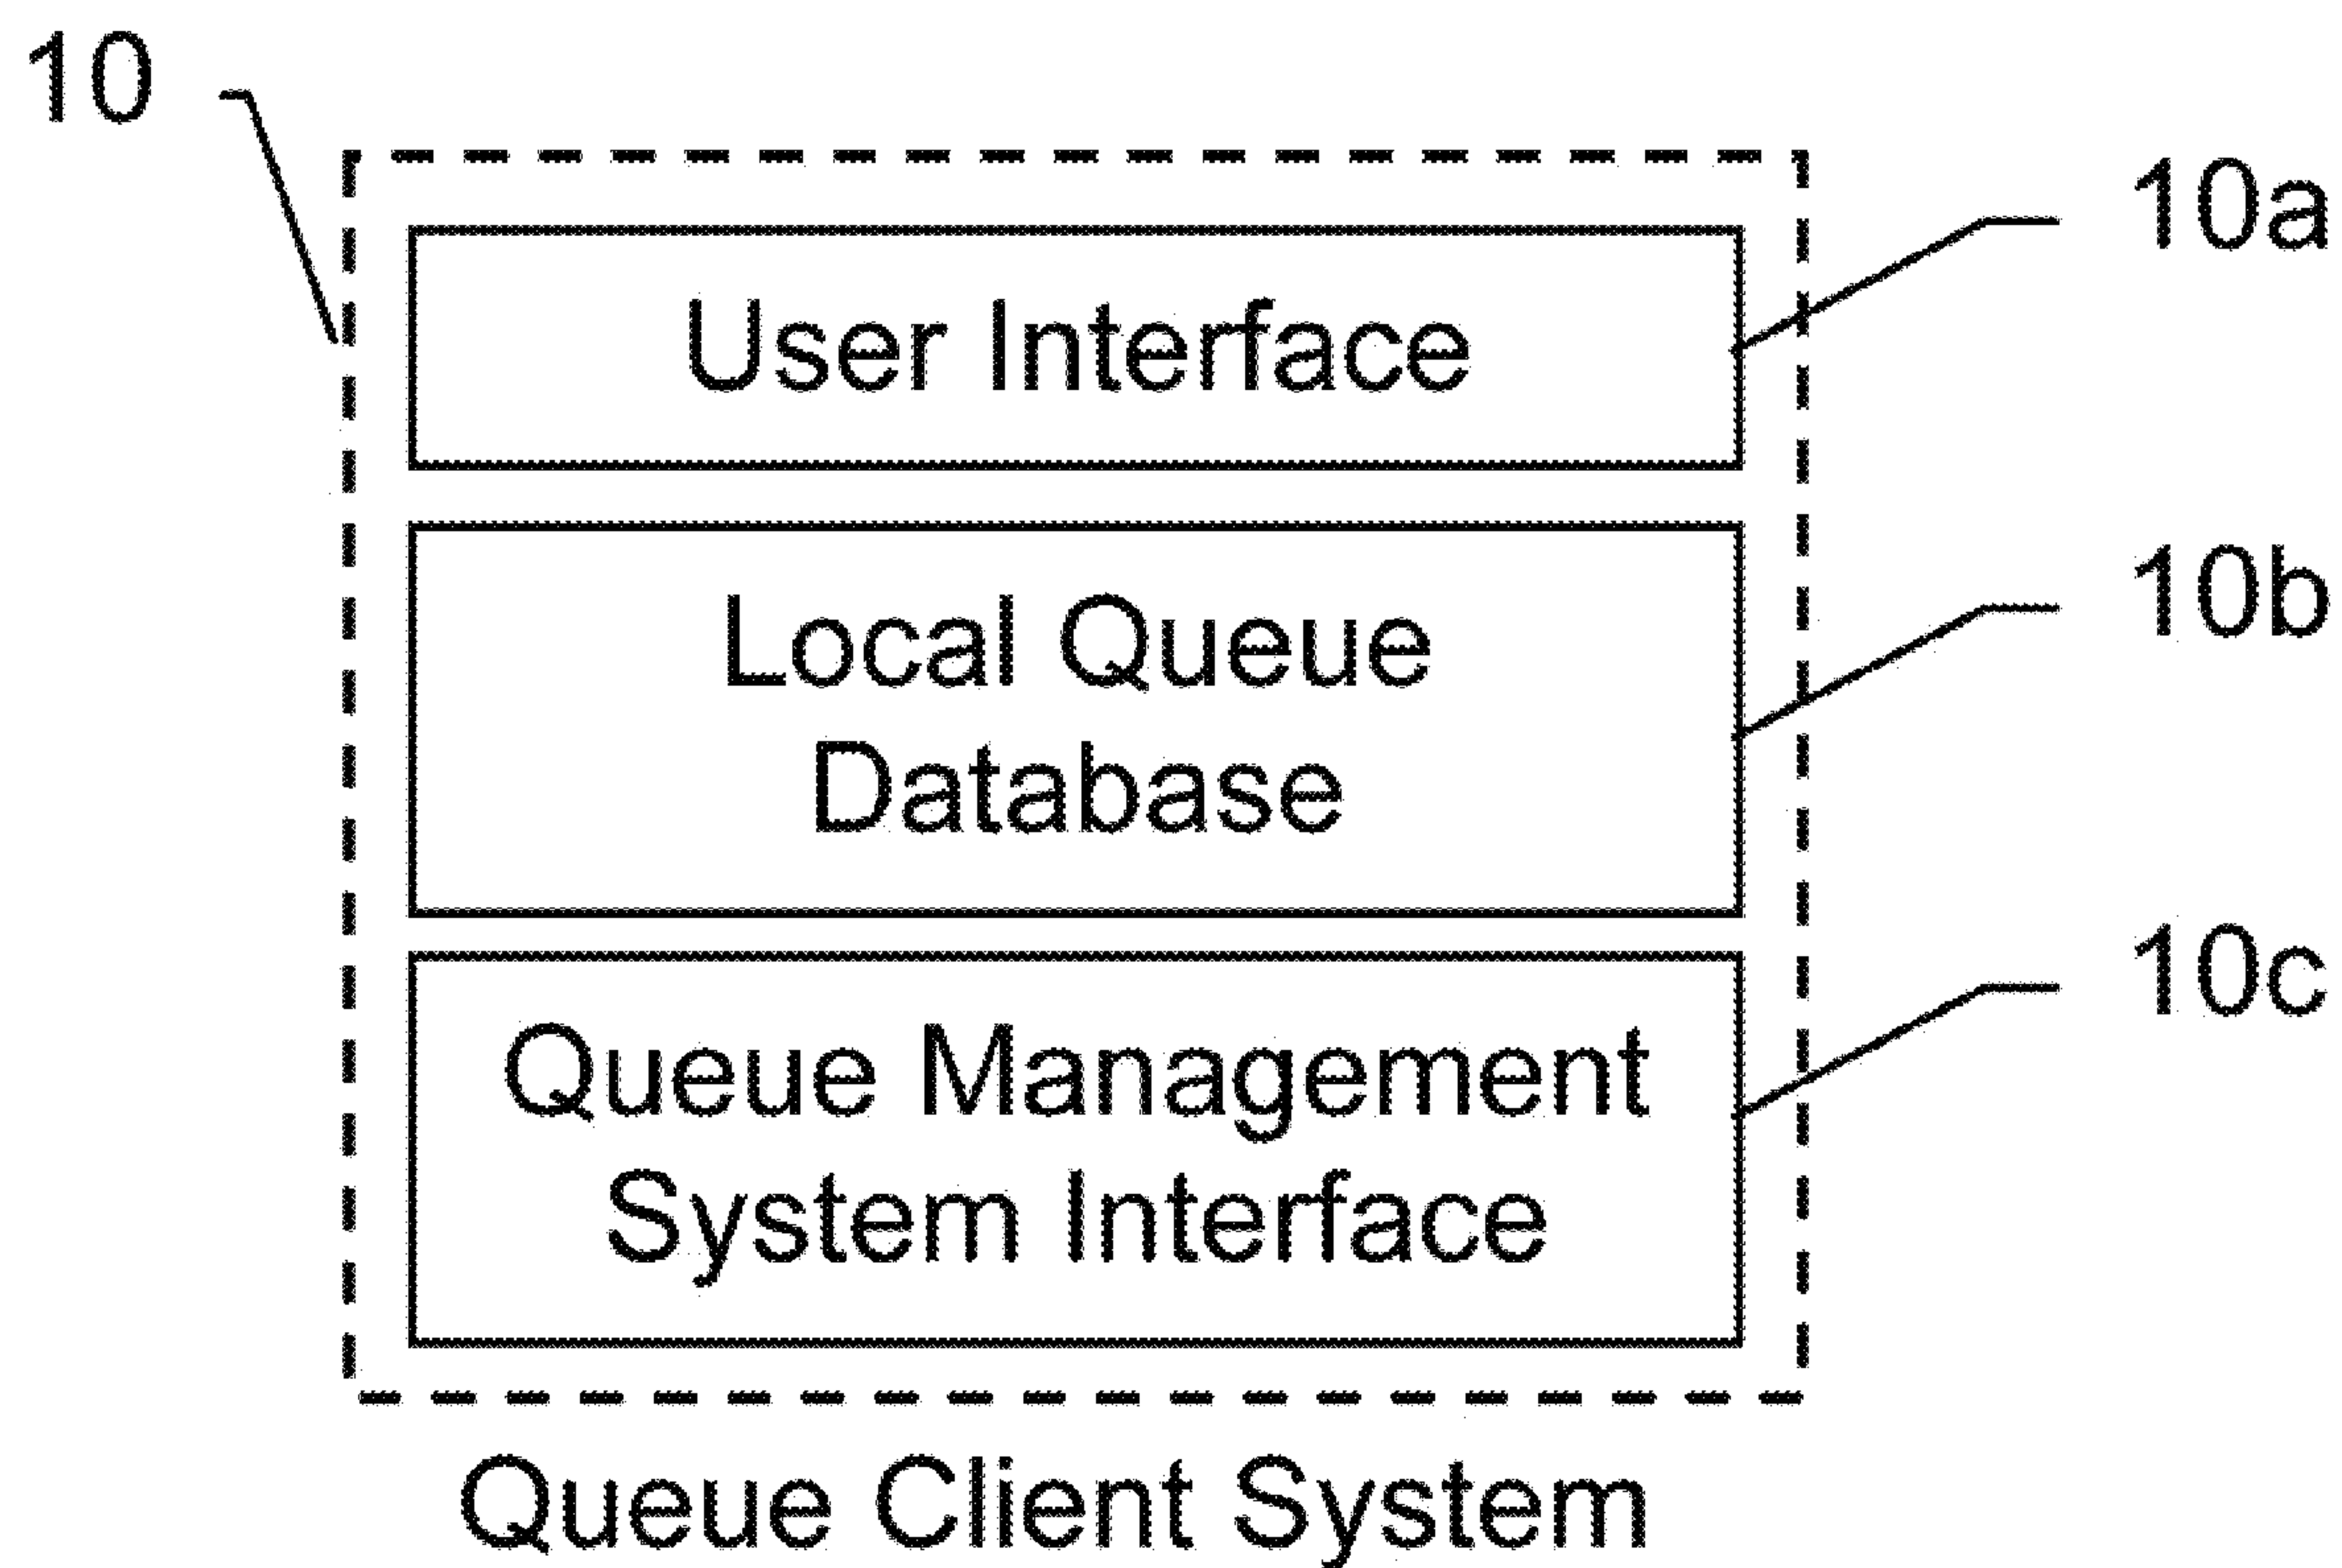 10
10a
User Interface
10b
Local Queue
Database
10c
Queue Management
System Interface
Queue Client System